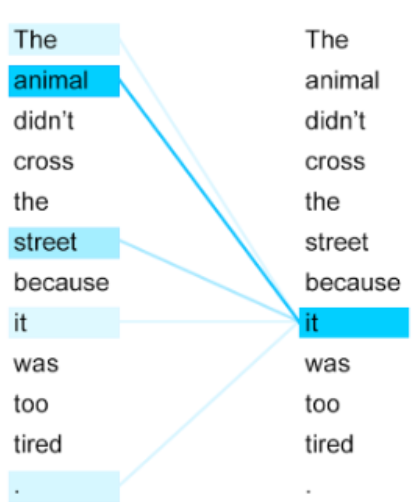 The The
animal animal
didn't didn't
cross cross
the the
street street
because because
it it
was was
too too
tired tired
. .